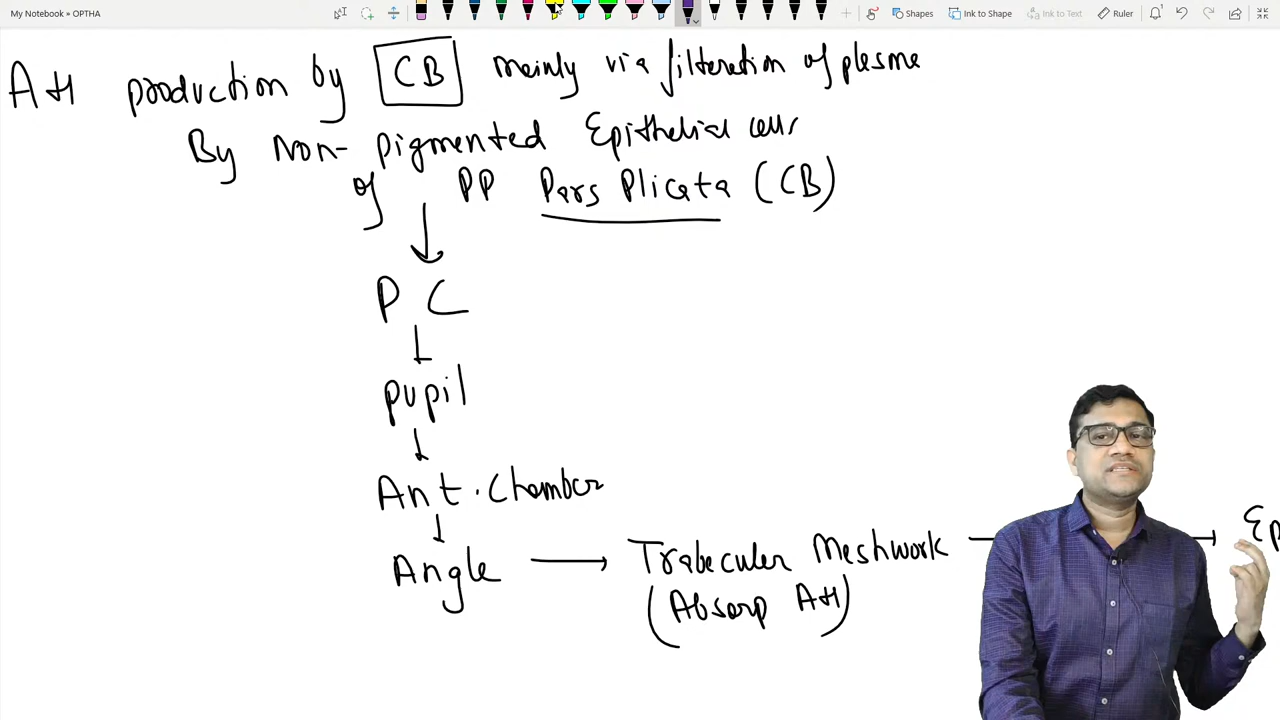 My Notebook » OPTHA
Shapes
Ink to Shape
Ink to Text
Ruler
AH production by CB mainly via filteration of plasma
By Non-pigmented Epithelial cells
of PP Pars Plicata (CB)
PC
pupil
Ant. Chamber
Angle → Trabecular Meshwork → Ep
(Absorp AH)